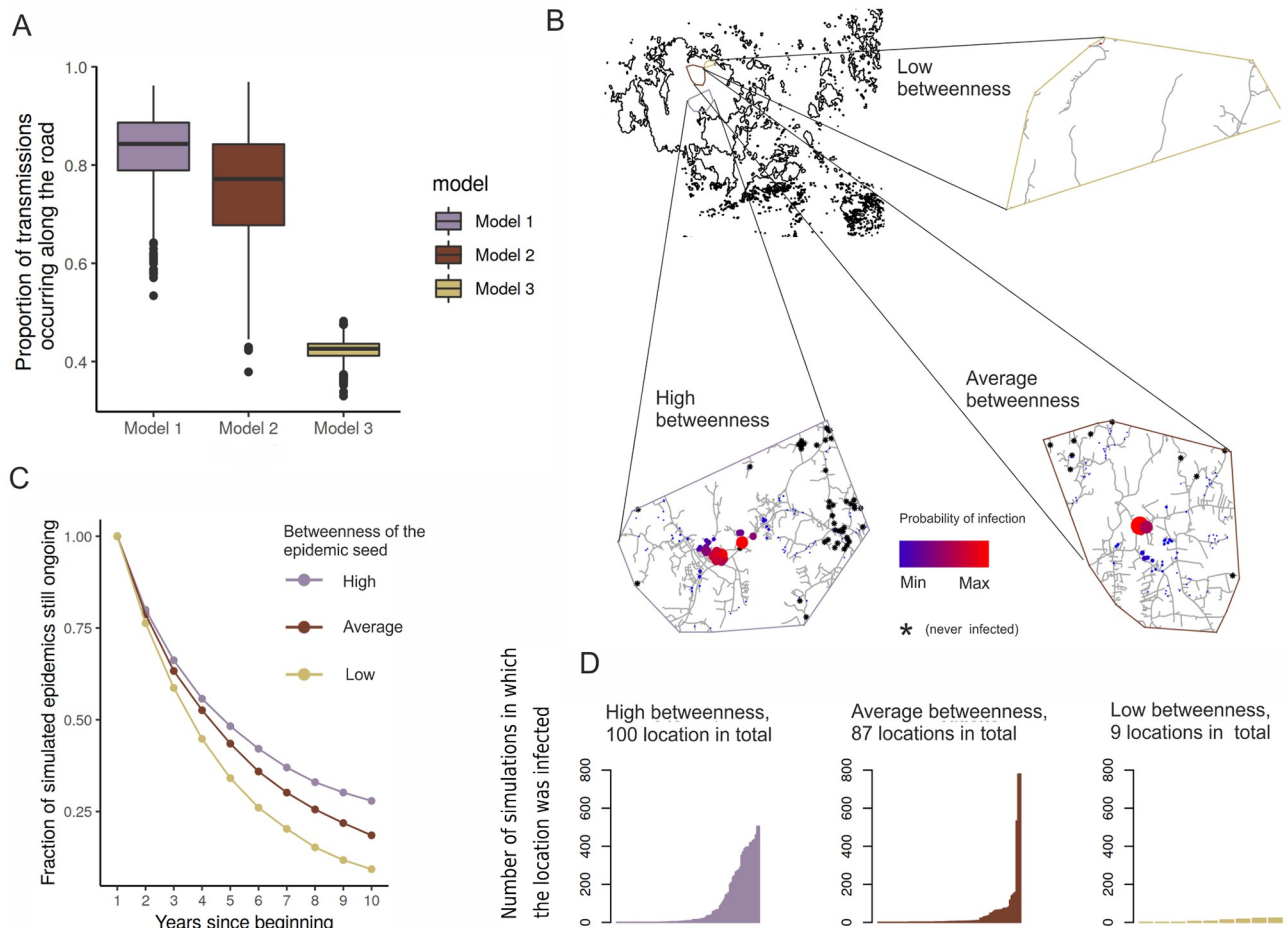 A
1.0
0.8
0.6
0.4
Proportion of transmissions
occurring along the road
Model 1
Model 2
Model 3
model
Model 1
Model 2
Model 3
B
Low
betweenness
High
betweenness
Average
betweenness
Probability of infection
Min
Max
* (never infected)
C
1.00
0.75
0.50
0.25
Fraction of simulated epidemics still ongoing
Betweenness of the
epidemic seed
High
Average
Low
1 2 3 4 5 6 7 8 9 10
Years since beginning
D
Number of simulations in which
the location was infected
High betweenness,
100 location in total
800
600
400
200
0
Average betweenness,
87 locations in total
800
600
400
200
0
Low betweenness,
9 locations in total
800
600
400
200
0